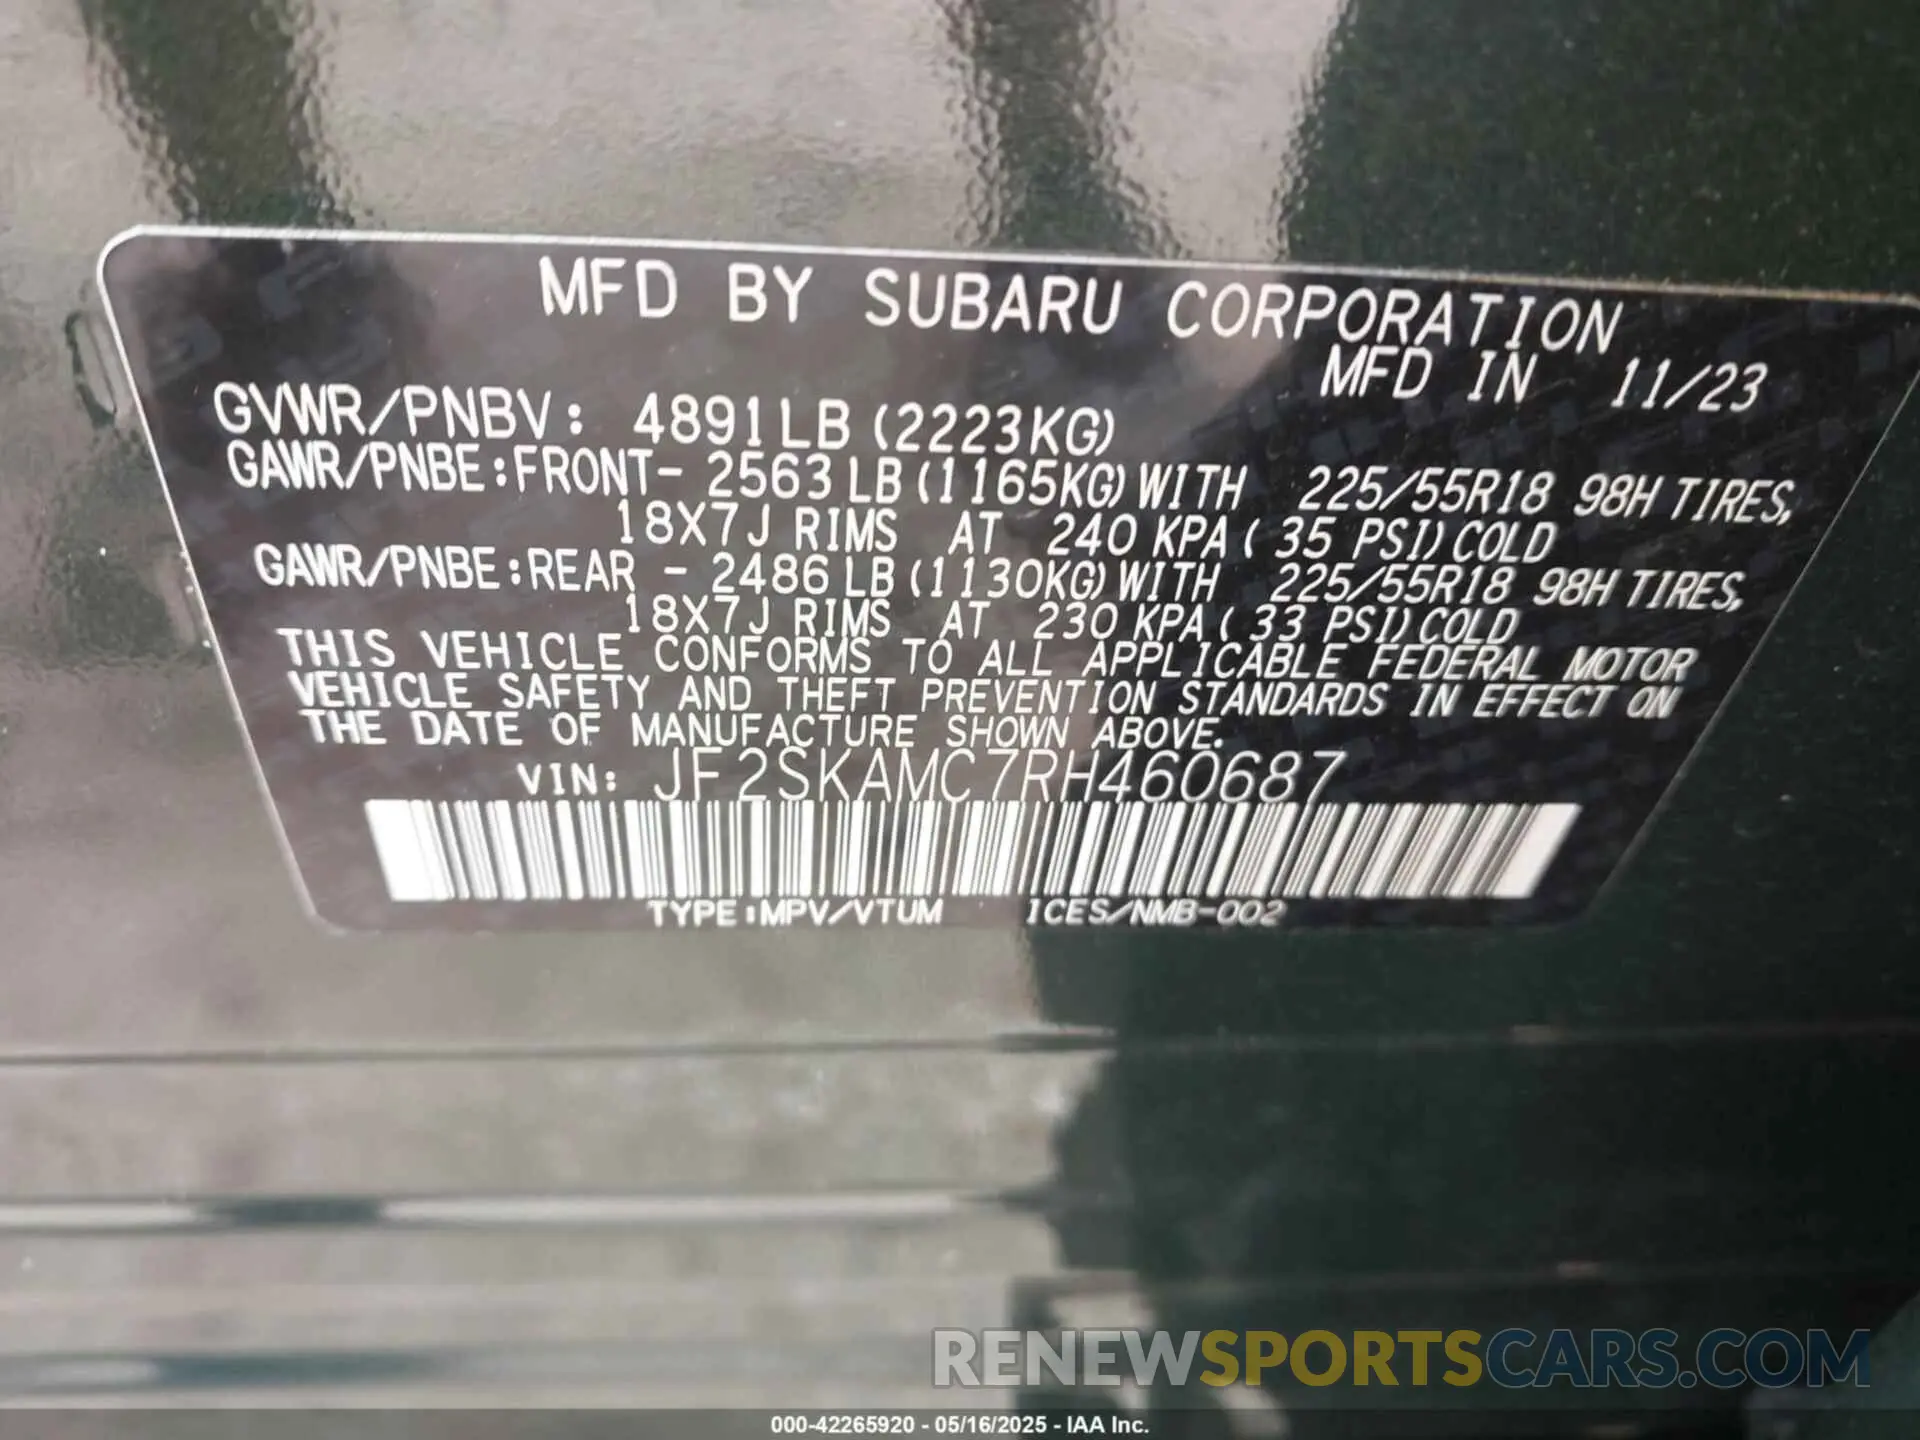 MFD BY SUBARU CORPORATION
MFD IN 11/23
GVWR/PNBV: 4891LB (2223KG)
GAWR/PNBE:FRONT- 2563 LB (1165KG) WITH 225/55R18 98H TIRES,
18X7J RIMS AT 240 KPA ( 35 PSI) COLD
GAWR/PNBE:REAR - 2486 LB (1130KG) WITH 225/55R18 98H TIRES,
18X7J RIMS AT 230 KPA ( 33 PSI) COLD
THIS VEHICLE CONFORMS TO ALL APPLICABLE FEDERAL MOTOR
VEHICLE SAFETY AND THEFT PREVENTION STANDARDS IN EFFECT ON
THE DATE OF MANUFACTURE SHOWN ABOVE.
VIN: JF2SKAMC7RH460687
TYPE:MPV/VTUM ICES/NMB-002
RENEWSPORTSCARS.COM
000-42265920 - 05/16/2025 - IAA Inc.